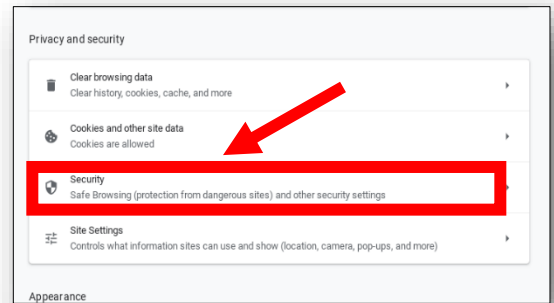 Privacy and security
Clear browsing data
Clear history, cookies, cache, and more
Cookies and other site data
Cookies are allowed
Security
Safe Browsing (protection from dangerous sites) and other security settings
Site Settings
Controls what information sites can use and show (location, camera, pop-ups, and more)
Appearance